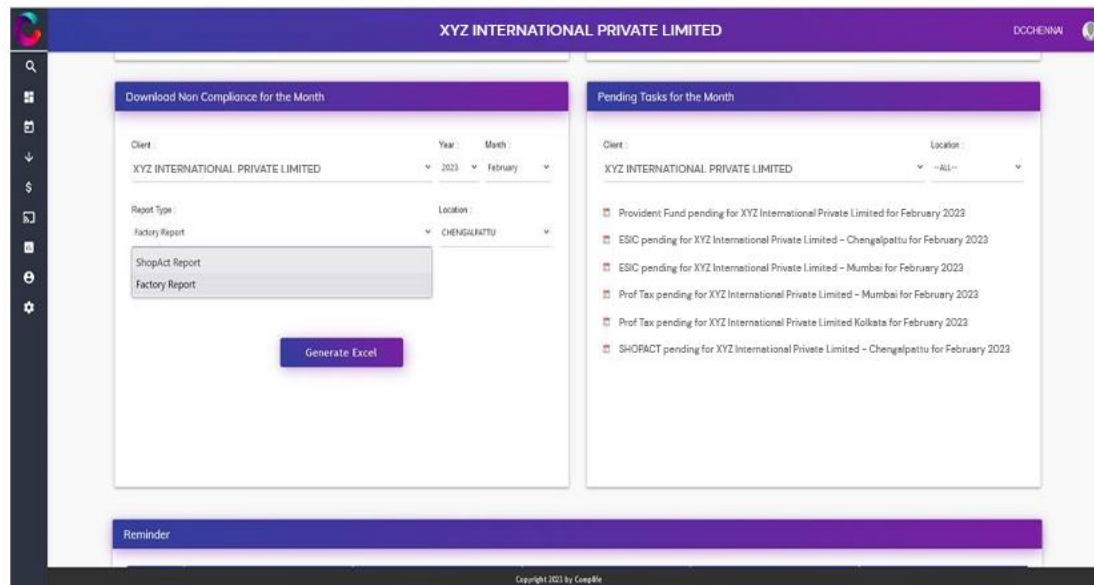 XYZ INTERNATIONAL PRIVATE LIMITED
DCCHENNAI
Download Non Compliance for the Month
Client :
Year :
Month :
XYZ INTERNATIONAL PRIVATE LIMITED
2023
February
Report Type :
Location :
Factory Report
CHENGALPATTU
ShopAct Report
Factory Report
Generate Excel
Pending Tasks for the Month
Client :
Location :
XYZ INTERNATIONAL PRIVATE LIMITED
--ALL--
Provident Fund pending for XYZ International Private Limited for February 2023
ESIC pending for XYZ International Private Limited – Chengalpattu for February 2023
ESIC pending for XYZ International Private Limited – Mumbai for February 2023
Prof Tax pending for XYZ International Private Limited – Mumbai for February 2023
Prof Tax pending for XYZ International Private Limited Kolkata for February 2023
SHOPACT pending for XYZ International Private Limited – Chengalpattu for February 2023
Reminder
Copyright 2023 by Complife